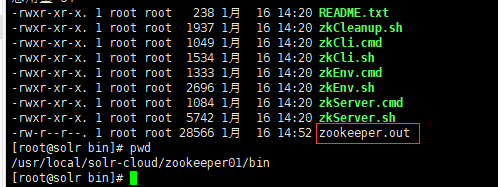 -rwxr-xr-x. 1 root root 238 1月 16 14:20 README.txt
-rwxr-xr-x. 1 root root 1937 1月 16 14:20 zkCleanup.sh
-rwxr-xr-x. 1 root root 1049 1月 16 14:20 zkCli.cmd
-rwxr-xr-x. 1 root root 1534 1月 16 14:20 zkCli.sh
-rwxr-xr-x. 1 root root 1333 1月 16 14:20 zkEnv.cmd
-rwxr-xr-x. 1 root root 2696 1月 16 14:20 zkEnv.sh
-rwxr-xr-x. 1 root root 1084 1月 16 14:20 zkServer.cmd
-rwxr-xr-x. 1 root root 5742 1月 16 14:20 zkServer.sh
-rw-r--r--. 1 root root 28566 1月 16 14:52 zookeeper.out
[root@solr bin]# pwd
/usr/local/solr-cloud/zookeeper01/bin
[root@solr bin]#